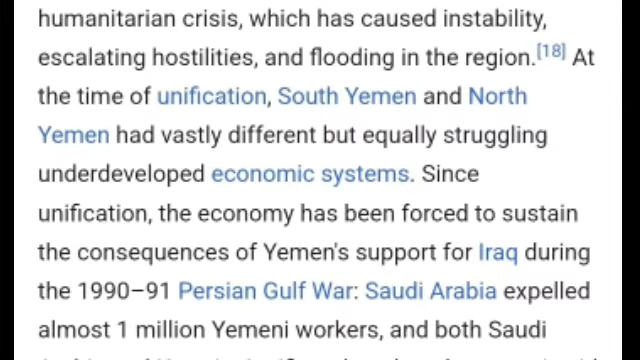 humanitarian crisis, which has caused instability,
escalating hostilities, and flooding in the region.[18] At
the time of unification, South Yemen and North
Yemen had vastly different but equally struggling
underdeveloped economic systems. Since
unification, the economy has been forced to sustain
the consequences of Yemen's support for Iraq during
the 1990–91 Persian Gulf War: Saudi Arabia expelled
almost 1 million Yemeni workers, and both Saudi